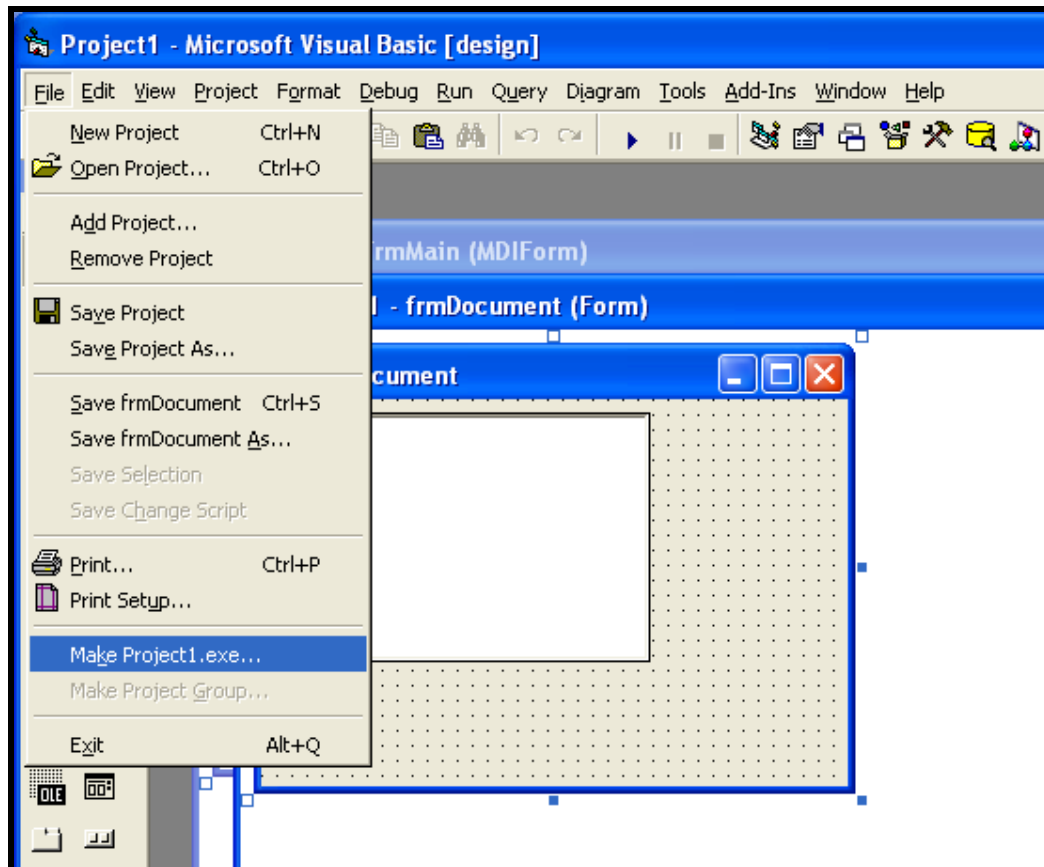 Project1 - Microsoft Visual Basic [design]
File Edit View Project Format Debug Run Query Diagram Tools Add-Ins Window Help
New Project Ctrl+N
Open Project... Ctrl+O
Add Project...
Remove Project
frmMain (MDIForm)
Save Project
- frmDocument (Form)
Save Project As...
cument
Save frmDocument Ctrl+S
Save frmDocument As...
Save Selection
Save Change Script
Print... Ctrl+P
Print Setup...
Make Project1.exe...
Make Project Group...
Exit Alt+Q
OLE